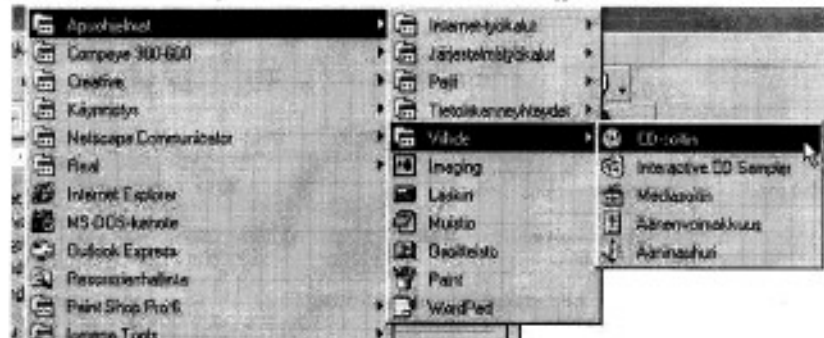 Apuohjelmat
Compeye 300-600
Creative
Käynnistys
Netscape Communicator
Real
Internet Explorer
MS-DOS-kehote
Outlook Express
Resurssienhallinta
Paint Shop Pro 6
Tools
Internet-työkalut
Järjestelmätyökalut
Pelit
Tietoliikenneyhteydet
Viihde
Imaging
Laskin
Muistio
Osoitteisto
Paint
WordPad
CD-soitin
Interactive CD Sampler
Mediasoitin
Äänenvoimakkuus
Ääninauhuri